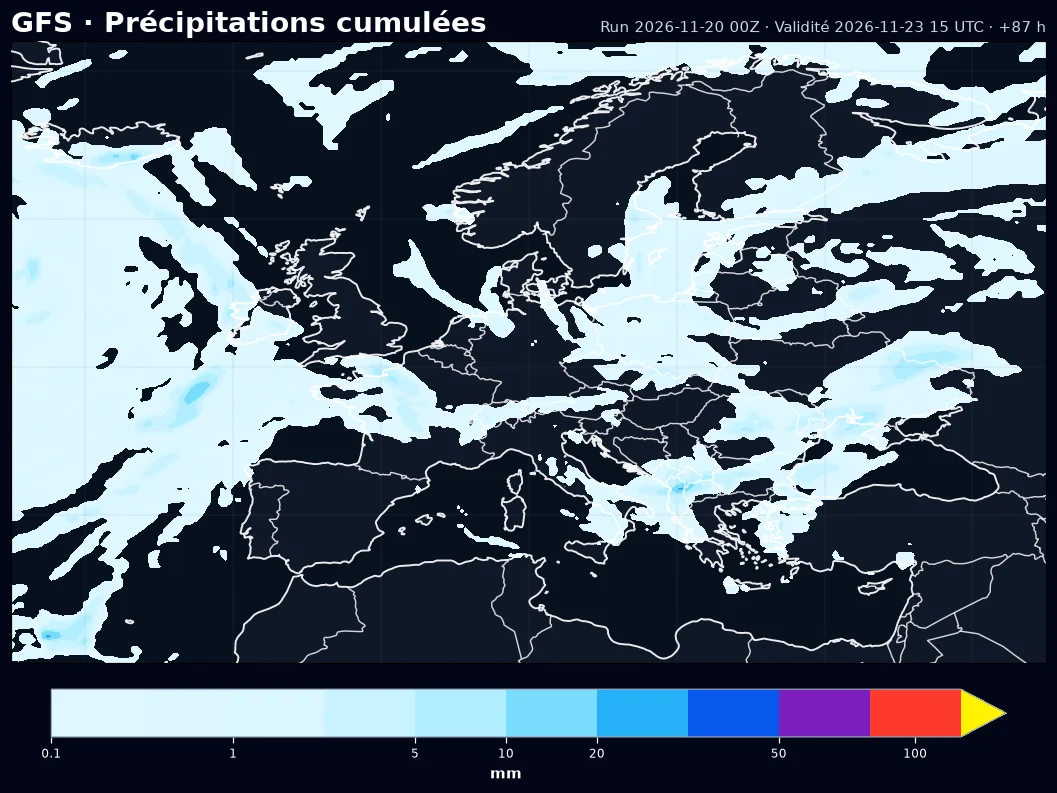 GFS · Précipitations cumulées
Run 2026-11-20 00Z · Validité 2026-11-23 15 UTC · +87 h
0.1 1 5 10 20 50 100
mm